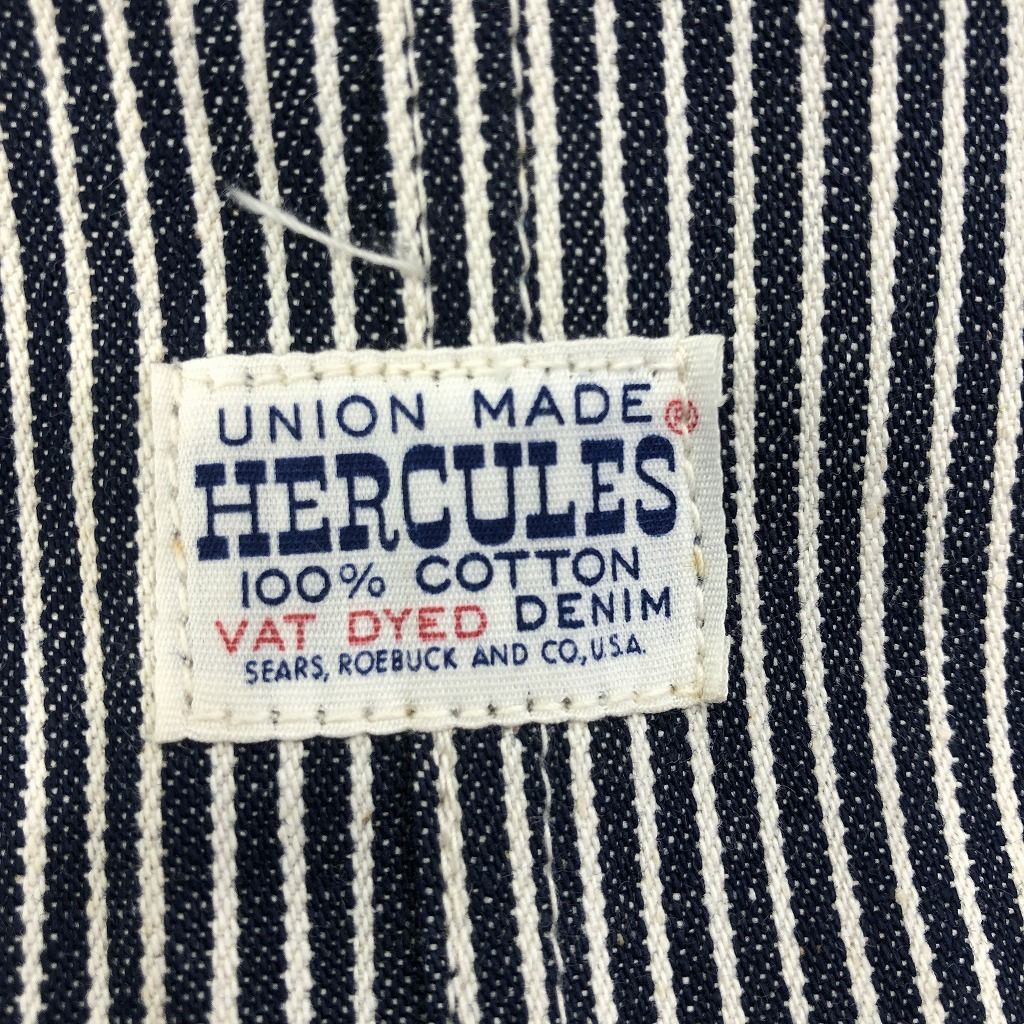 UNION MADE ®
HERCULES
100% COTTON
VAT DYED DENIM
SEARS, ROEBUCK AND CO., U.S.A.